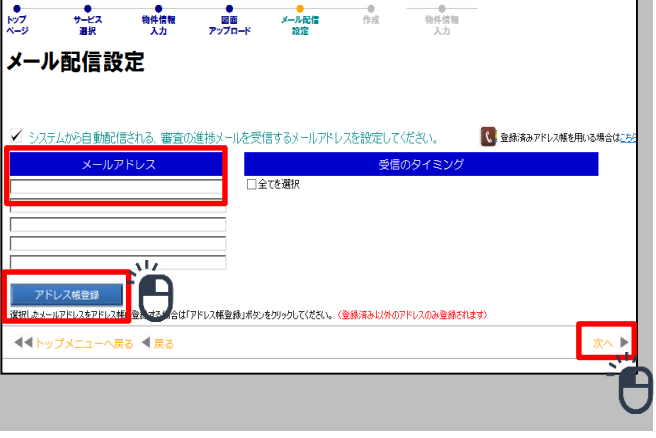 トップ
ページ
サービス
選択
物件情報
入力
図面
アップロード
メール配信
設定
作成
物件情報
入力
メール配信設定
システムから自動配信される、審査の進捗メールを受信するメールアドレスを設定してください。
登録済みアドレス帳を用いる場合はこちら
メールアドレス
受信のタイミング
全てを選択
アドレス帳登録
選択したメールアドレスをアドレス帳に登録する場合は「アドレス帳登録」ボタンをクリックしてください。(登録済み以外のアドレスのみ登録されます)
トップメニューへ戻る 戻る
次へ